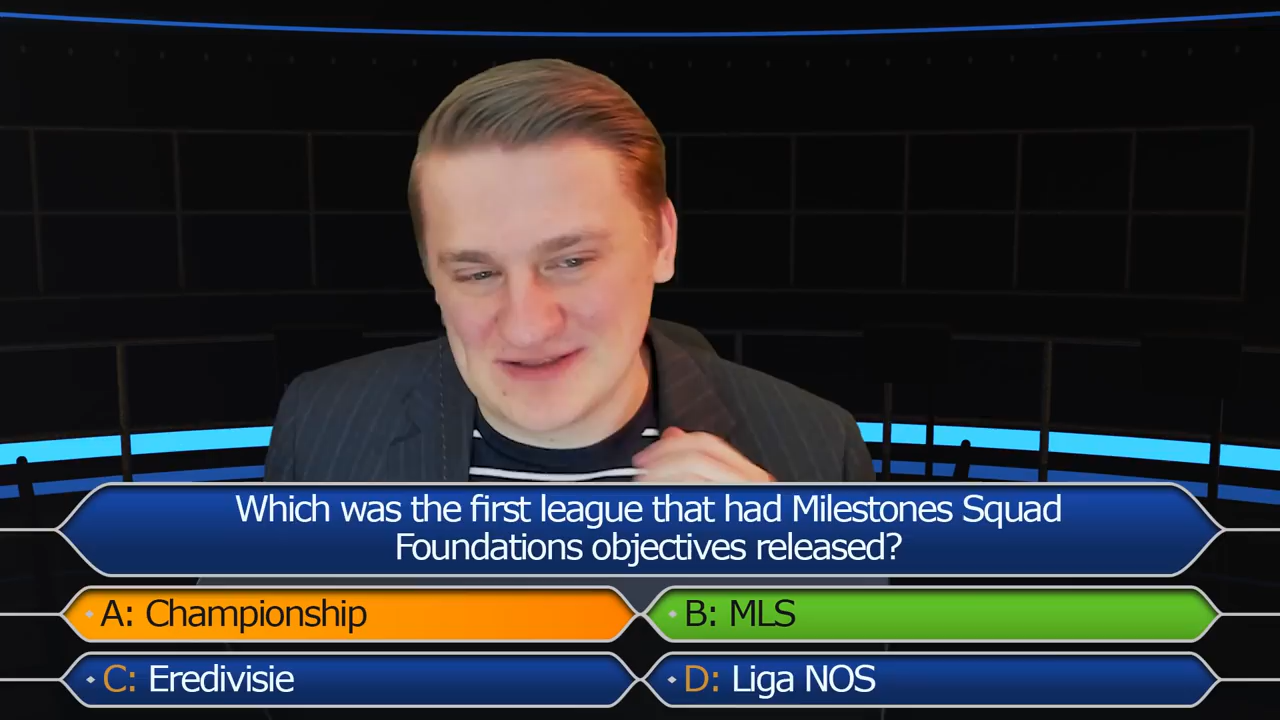 Which was the first league that had Milestones Squad
Foundations objectives released?
A: Championship
B: MLS
C: Eredivisie
D: Liga NOS